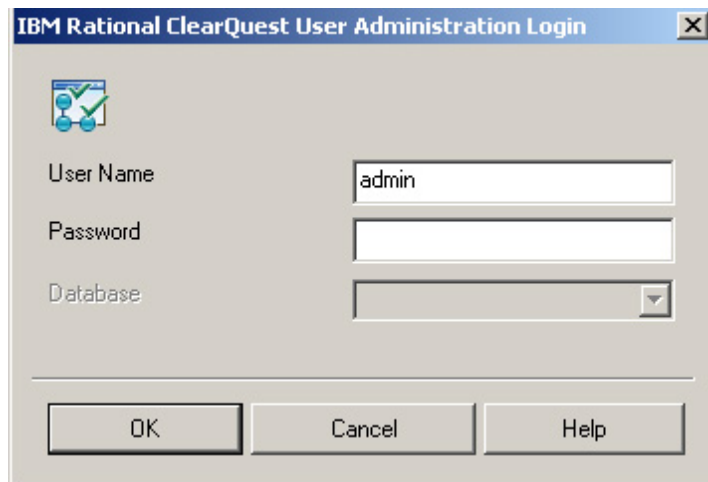 IBM Rational ClearQuest User Administration Login
User Name
admin
Password
Database
OK
Cancel
Help